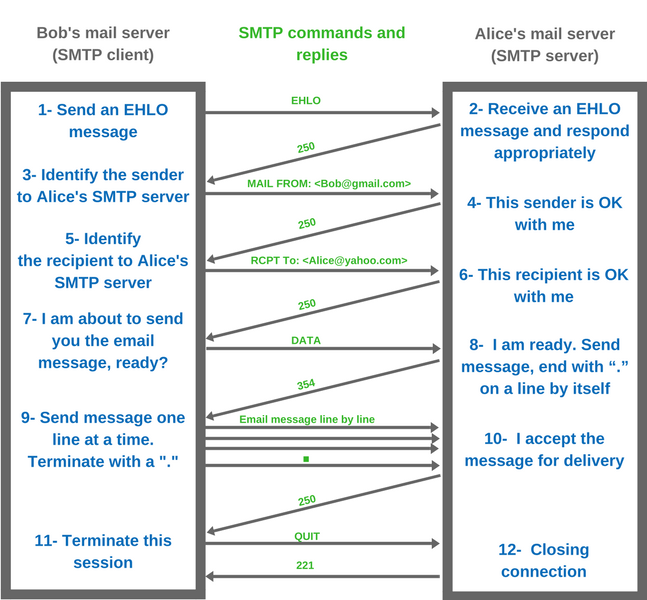 Bob's mail server
(SMTP client)
SMTP commands and
replies
Alice's mail server
(SMTP server)
1- Send an EHLO
message
EHLO
2- Receive an EHLO
message and respond
appropriately
250
3- Identify the sender
to Alice's SMTP server
MAIL FROM: <Bob@gmail.com>
4- This sender is OK
with me
250
5- Identify
the recipient to Alice's
SMTP server
RCPT To: <Alice@yahoo.com>
6- This recipient is OK
with me
250
7- I am about to send
you the email
message, ready?
DATA
8- I am ready. Send
message, end with “.”
on a line by itself
354
9- Send message one
line at a time.
Terminate with a "."
Email message line by line
.
10- I accept the
message for delivery
250
11- Terminate this
session
QUIT
12- Closing
connection
221